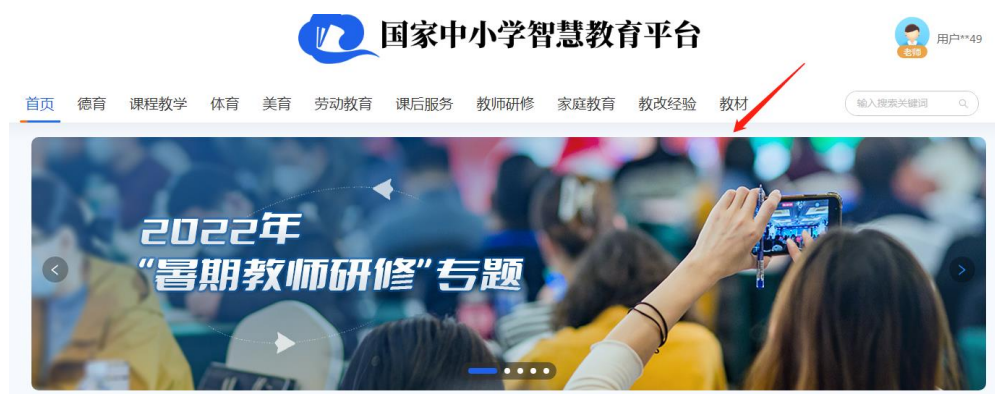 国家中小学智慧教育平台
老师
用户**49
首页 德育 课程教学 体育 美育 劳动教育 课后服务 教师研修 家庭教育 教改经验 教材
输入搜索关键词
2022年
“暑期教师研修”专题